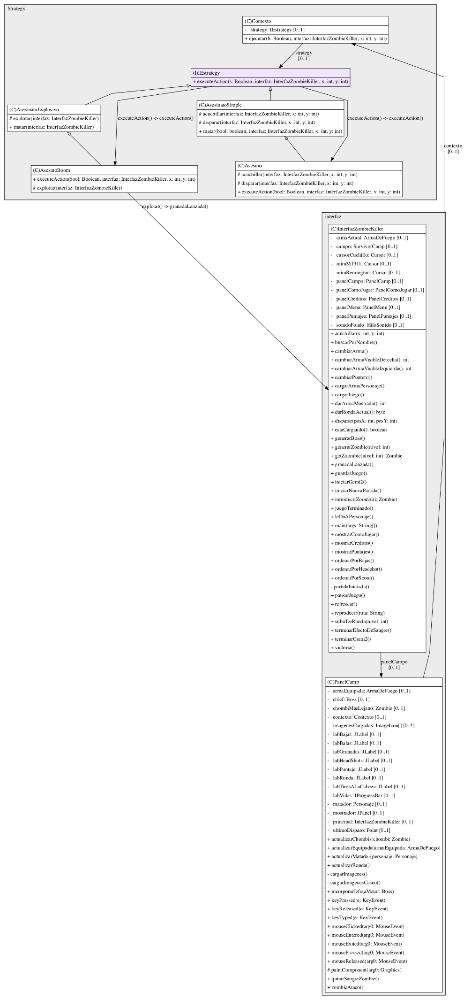 Strategy
(C)Contexto
-   strategy: IEstrategy [0..1]
+ ejecutar(b: Boolean, interfaz: InterfazZombieKiller, x: int, y: int)
strategy
[0..1]
(I)IEstrategy
+ executeAction(s: Boolean, interfaz: InterfazZombieKiller, x: int, y: int)
(C)AsesinatoExplosivo
# explotar(interfaz: InterfazZombieKiller)
+ matar(interfaz: InterfazZombieKiller)
executeAction() -> executeAction()
(C)AsesinatoSimple
# acuchillar(interfaz: InterfazZombieKiller, x: int, y: int)
# disparar(interfaz: InterfazZombieKiller, x: int, y: int)
+ matar(bool: boolean, interfaz: InterfazZombieKiller, x: int, y: int)
executeAction() -> executeAction()
contexto
[0..1]
(C)AsesinoBoom
+ executeAction(bool: Boolean, interfaz: InterfazZombieKiller, x: int, y: int)
# explotar(interfaz: InterfazZombieKiller)
(C)Asesino
# acuchillar(interfaz: InterfazZombieKiller, x: int, y: int)
# disparar(interfaz: InterfazZombieKiller, x: int, y: int)
+ executeAction(bool: Boolean, interfaz: InterfazZombieKiller, x: int, y: int)
explotar() -> granadaLanzada()
interfaz
(C)InterfazZombieKiller
-   armaActual: ArmaDeFuego [0..1]
-   campo: SurvivorCamp [0..1]
-   cursorCuchillo: Cursor [0..1]
-   miraM1911: Cursor [0..1]
-   miraRemington: Cursor [0..1]
-   panelCampo: PanelCamp [0..1]
-   panelComoJugar: PanelComoJugar [0..1]
-   panelCreditos: PanelCreditos [0..1]
-   panelMenu: PanelMenu [0..1]
-   panelPuntajes: PanelPuntajes [0..1]
-   sonidoFondo: HiloSonido [0..1]
+ acuchillar(x: int, y: int)
+ buscarPorNombre()
+ cambiarArma()
+ cambiarArmaVisibleDerecha(): int
+ cambiarArmaVisibleIzquierda(): int
+ cambiarPuntero()
+ cargarArmaPersonaje()
+ cargarJuego()
+ darArmaMostrada(): int
+ darRondaActual(): byte
+ disparar(posX: int, posY: int)
+ estaCargando(): boolean
+ generarBoss()
+ generarZombie(nivel: int)
+ getZoombie(nivel: int): Zombie
+ granadaLanzada()
+ guardarJuego()
+ iniciarGemi2()
+ iniciarNuevaPartida()
+ introducirZoombi(i: Zombie)
+ juegoTerminado()
+ leDaAPersonaje()
+ main(args: String[])
+ mostrarComoJugar()
+ mostrarCreditos()
+ mostrarPuntajes()
+ ordenarPorBajas()
+ ordenarPorHeadshot()
+ ordenarPorScore()
- partidaIniciada()
+ pausarJuego()
+ refrescar()
+ reproducir(ruta: String)
+ subirDeRonda(nivel: int)
+ terminarEfectoDeSangre()
+ terminarGemi2()
+ victoria()
panelCampo
[0..1]
(C)PanelCamp
-   armaEquipada: ArmaDeFuego [0..1]
-   chief: Boss [0..1]
-   chombiMasLejano: Zombie [0..1]
-   contexto: Contexto [0..1]
-   imagenesCargadas: ImageIcon[] [0..*]
-   labBajas: JLabel [0..1]
-   labBalas: JLabel [0..1]
-   labGranadas: JLabel [0..1]
-   labHeadShots: JLabel [0..1]
-   labPuntaje: JLabel [0..1]
-   labRonda: JLabel [0..1]
-   labTirosALaCabeza: JLabel [0..1]
-   labVidas: JProgressBar [0..1]
-   matador: Personaje [0..1]
-   mostrador: JPanel [0..1]
-   principal: InterfazZombieKiller [0..1]
-   ultimoDisparo: Point [0..1]
+ actualizarChombis(chombi: Zombie)
+ actualizarEquipada(armaEquipada: ArmaDeFuego)
+ actualizarMatador(personaje: Personaje)
+ actualizarRonda()
- cargarImagenes()
- cargarImagenesCasco()
+ incorporarJefe(aMatar: Boss)
+ keyPressed(e: KeyEvent)
+ keyReleased(e: KeyEvent)
+ keyTyped(e: KeyEvent)
+ mouseClicked(arg0: MouseEvent)
+ mouseEntered(arg0: MouseEvent)
+ mouseExited(arg0: MouseEvent)
+ mousePressed(arg0: MouseEvent)
+ mouseReleased(arg0: MouseEvent)
# paintComponent(arg0: Graphics)
+ quitarSangreZombie()
+ zombieAtaco()